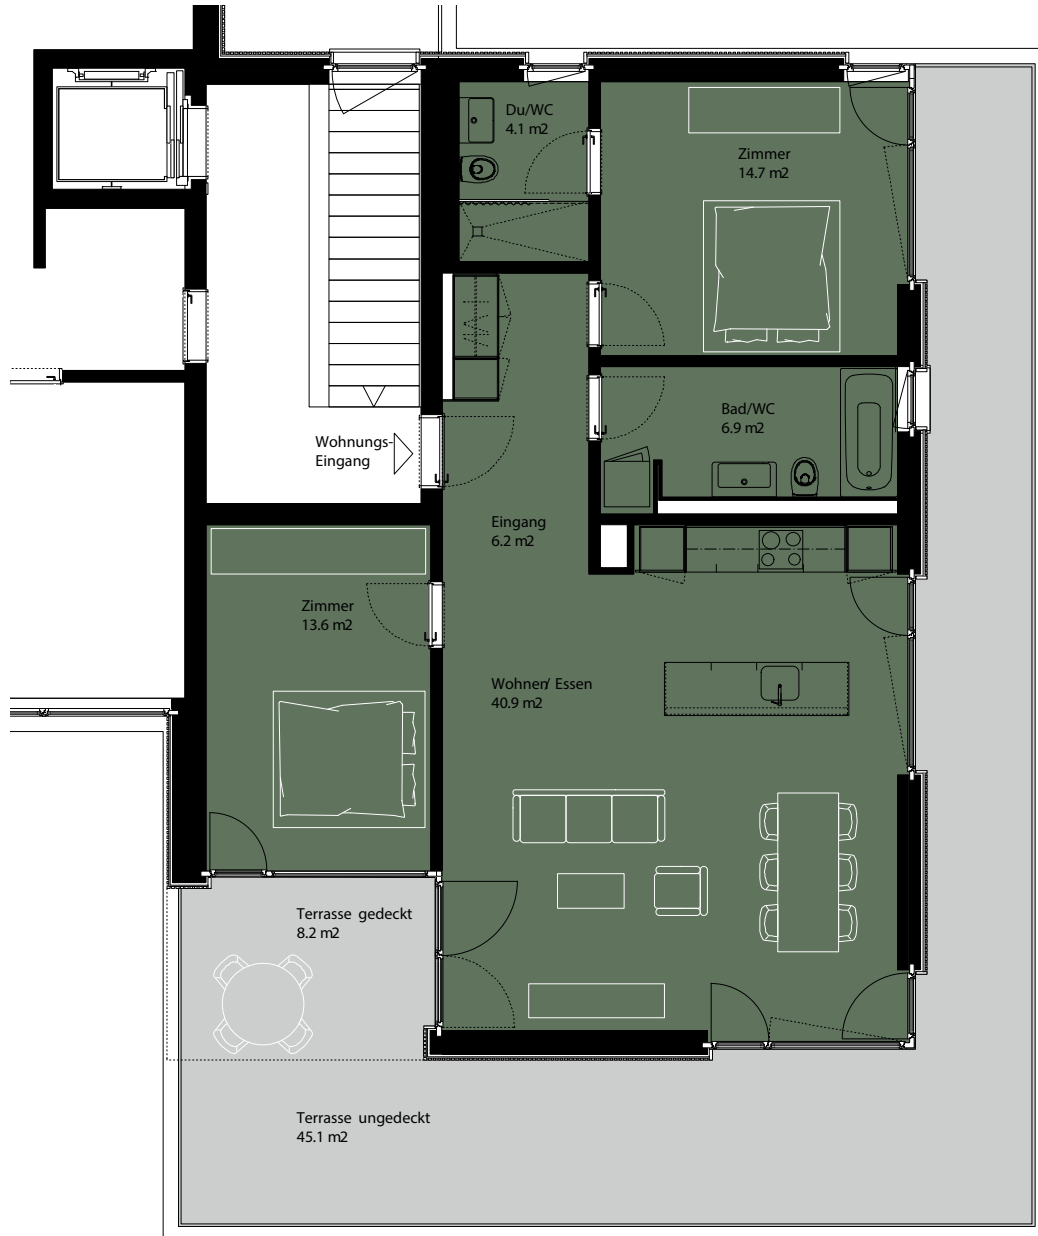 Du/WC
4.1 m2
Zimmer
14.7 m2
Bad/WC
6.9 m2
Wohnungs-
Eingang
Eingang
6.2 m2
Zimmer
13.6 m2
Wohnen/ Essen
40.9 m2
Terrasse gedeckt
8.2 m2
Terrasse ungedeckt
45.1 m2